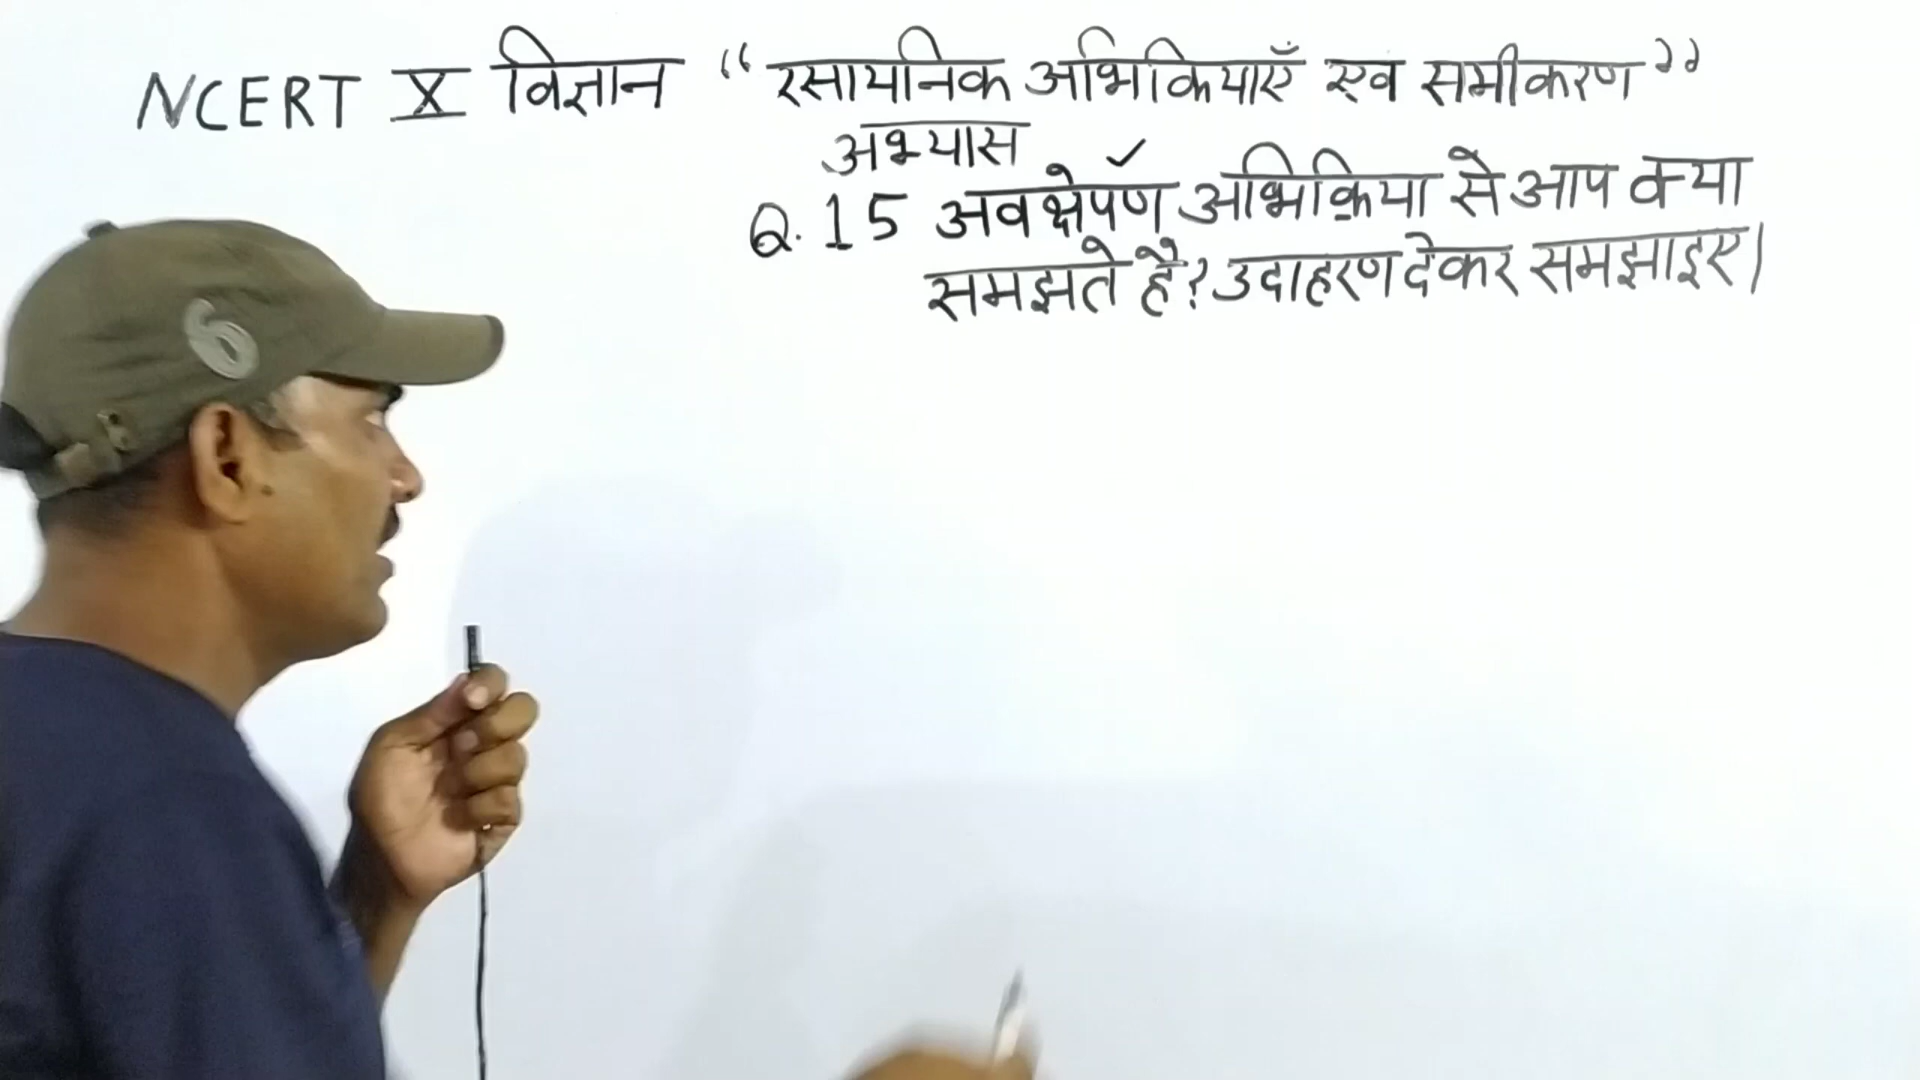 NCERT X विज्ञान “रसायनिक अभिकियाएँ एव समीकरण”
अभ्यास
Q. 15 अवक्षेपण अभिक्रिया से आप क्या
समझते है? उदाहरण देकर समझाइए।
6